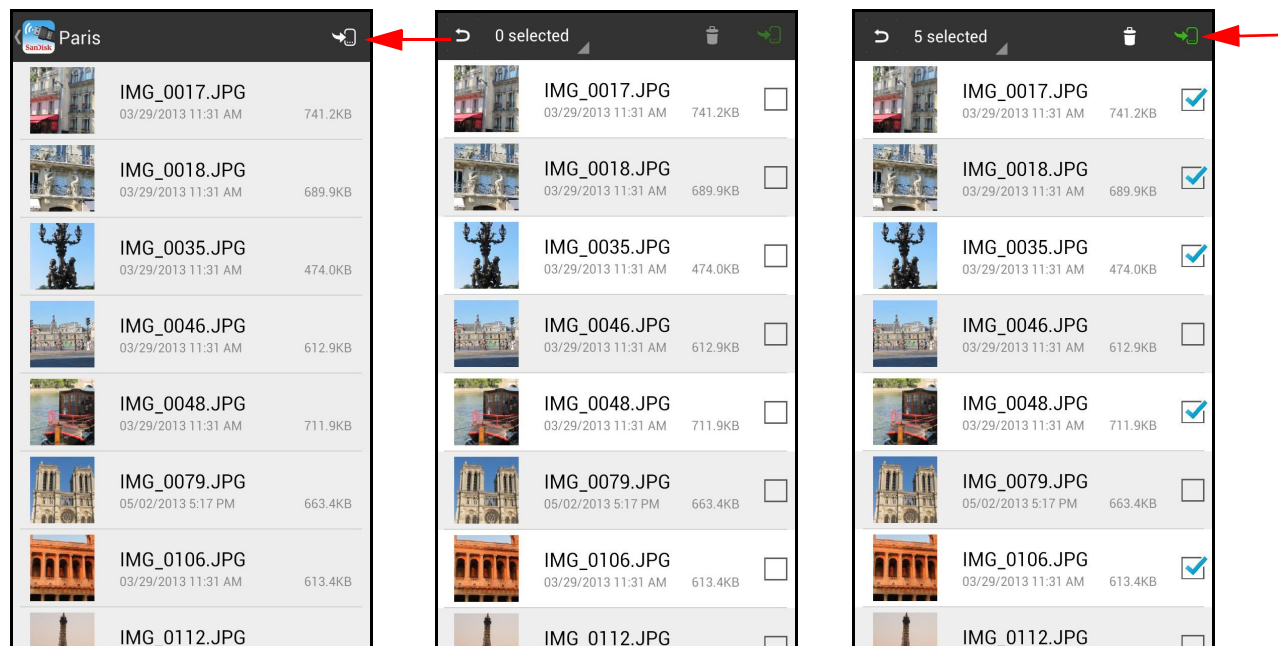 SanDisk
Paris
IMG_0017.JPG
03/29/2013 11:31 AM 741.2KB
IMG_0018.JPG
03/29/2013 11:31 AM 689.9KB
IMG_0035.JPG
03/29/2013 11:31 AM 474.0KB
IMG_0046.JPG
03/29/2013 11:31 AM 612.9KB
IMG_0048.JPG
03/29/2013 11:31 AM 711.9KB
IMG_0079.JPG
05/02/2013 5:17 PM 663.4KB
IMG_0106.JPG
03/29/2013 11:31 AM 613.4KB
IMG_0112.JPG
0 selected
IMG_0017.JPG
03/29/2013 11:31 AM 741.2KB
IMG_0018.JPG
03/29/2013 11:31 AM 689.9KB
IMG_0035.JPG
03/29/2013 11:31 AM 474.0KB
IMG_0046.JPG
03/29/2013 11:31 AM 612.9KB
IMG_0048.JPG
03/29/2013 11:31 AM 711.9KB
IMG_0079.JPG
05/02/2013 5:17 PM 663.4KB
IMG_0106.JPG
03/29/2013 11:31 AM 613.4KB
IMG_0112.JPG
5 selected
IMG_0017.JPG
03/29/2013 11:31 AM 741.2KB
IMG_0018.JPG
03/29/2013 11:31 AM 689.9KB
IMG_0035.JPG
03/29/2013 11:31 AM 474.0KB
IMG_0046.JPG
03/29/2013 11:31 AM 612.9KB
IMG_0048.JPG
03/29/2013 11:31 AM 711.9KB
IMG_0079.JPG
05/02/2013 5:17 PM 663.4KB
IMG_0106.JPG
03/29/2013 11:31 AM 613.4KB
IMG_0112.JPG